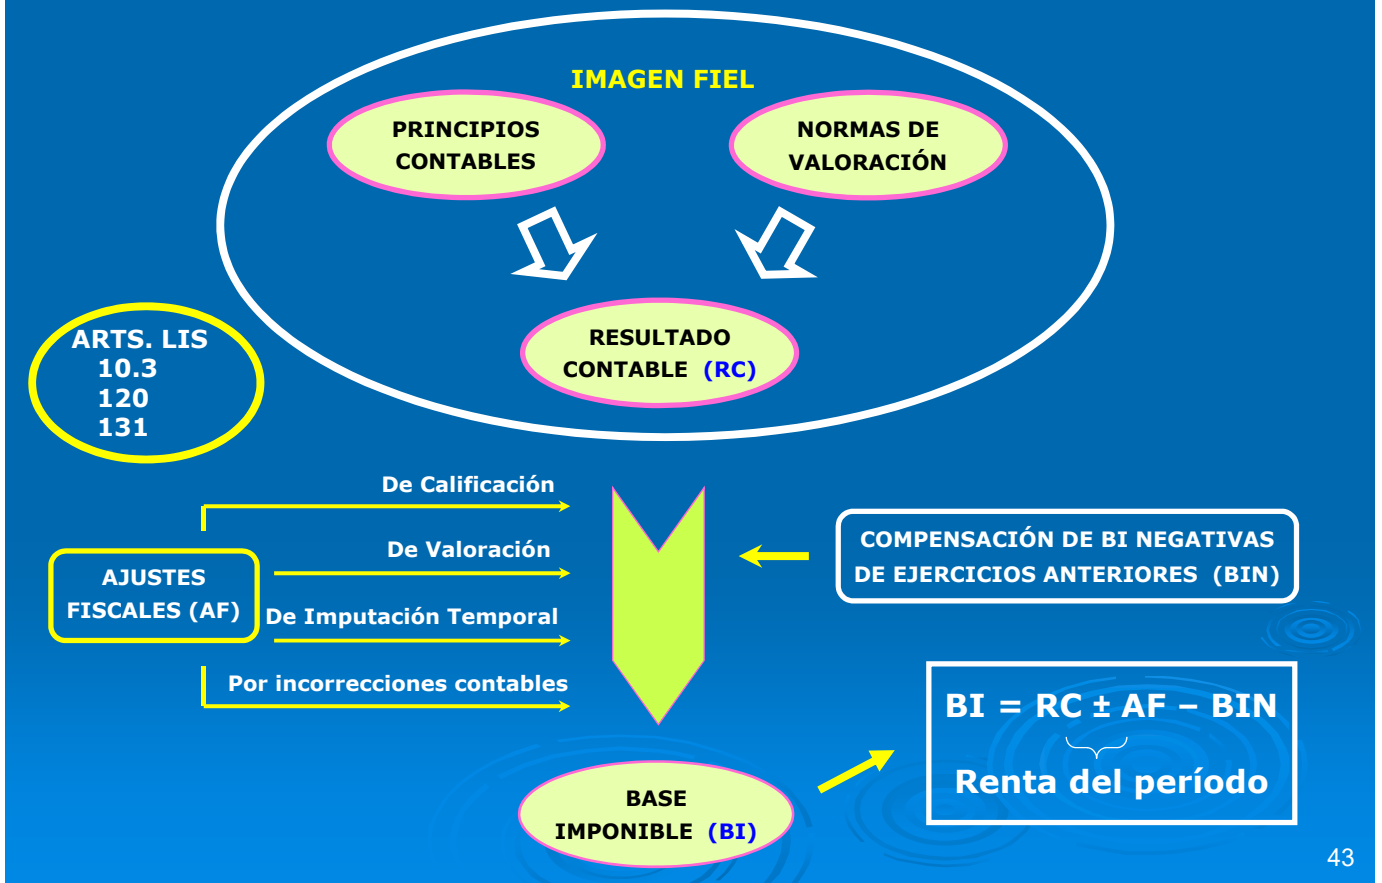 IMAGEN FIEL
PRINCIPIOS
CONTABLES
NORMAS DE
VALORACIÓN
RESULTADO
CONTABLE (RC)
ARTS. LIS
10.3
120
131
De Calificación
De Valoración
De Imputación Temporal
Por incorrecciones contables
AJUSTES
FISCALES (AF)
COMPENSACIÓN DE BI NEGATIVAS
DE EJERCICIOS ANTERIORES (BIN)
BI = RC ± AF – BIN
Renta del período
BASE
IMPONIBLE (BI)
43